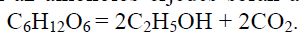 C₆H₁₂O₆ = 2C₂H₅OH + 2CO₂.